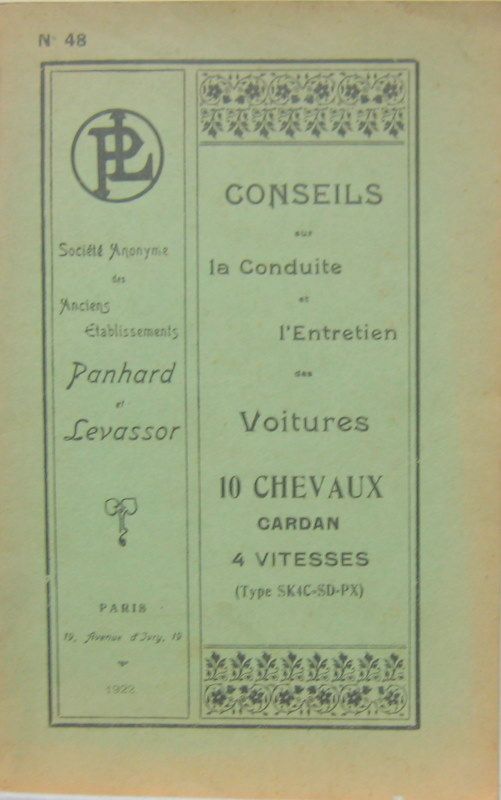 N° 48
PL
Société Anonyme
des
Anciens
Etablissements
Panhard
et
Levassor
PARIS
19, Avenue d'Ivry, 19
1922
CONSEILS
sur
la Conduite
et
l'Entretien
des
Voitures
10 CHEVAUX
CARDAN
4 VITESSES
(Type SK4C-SD-PX)